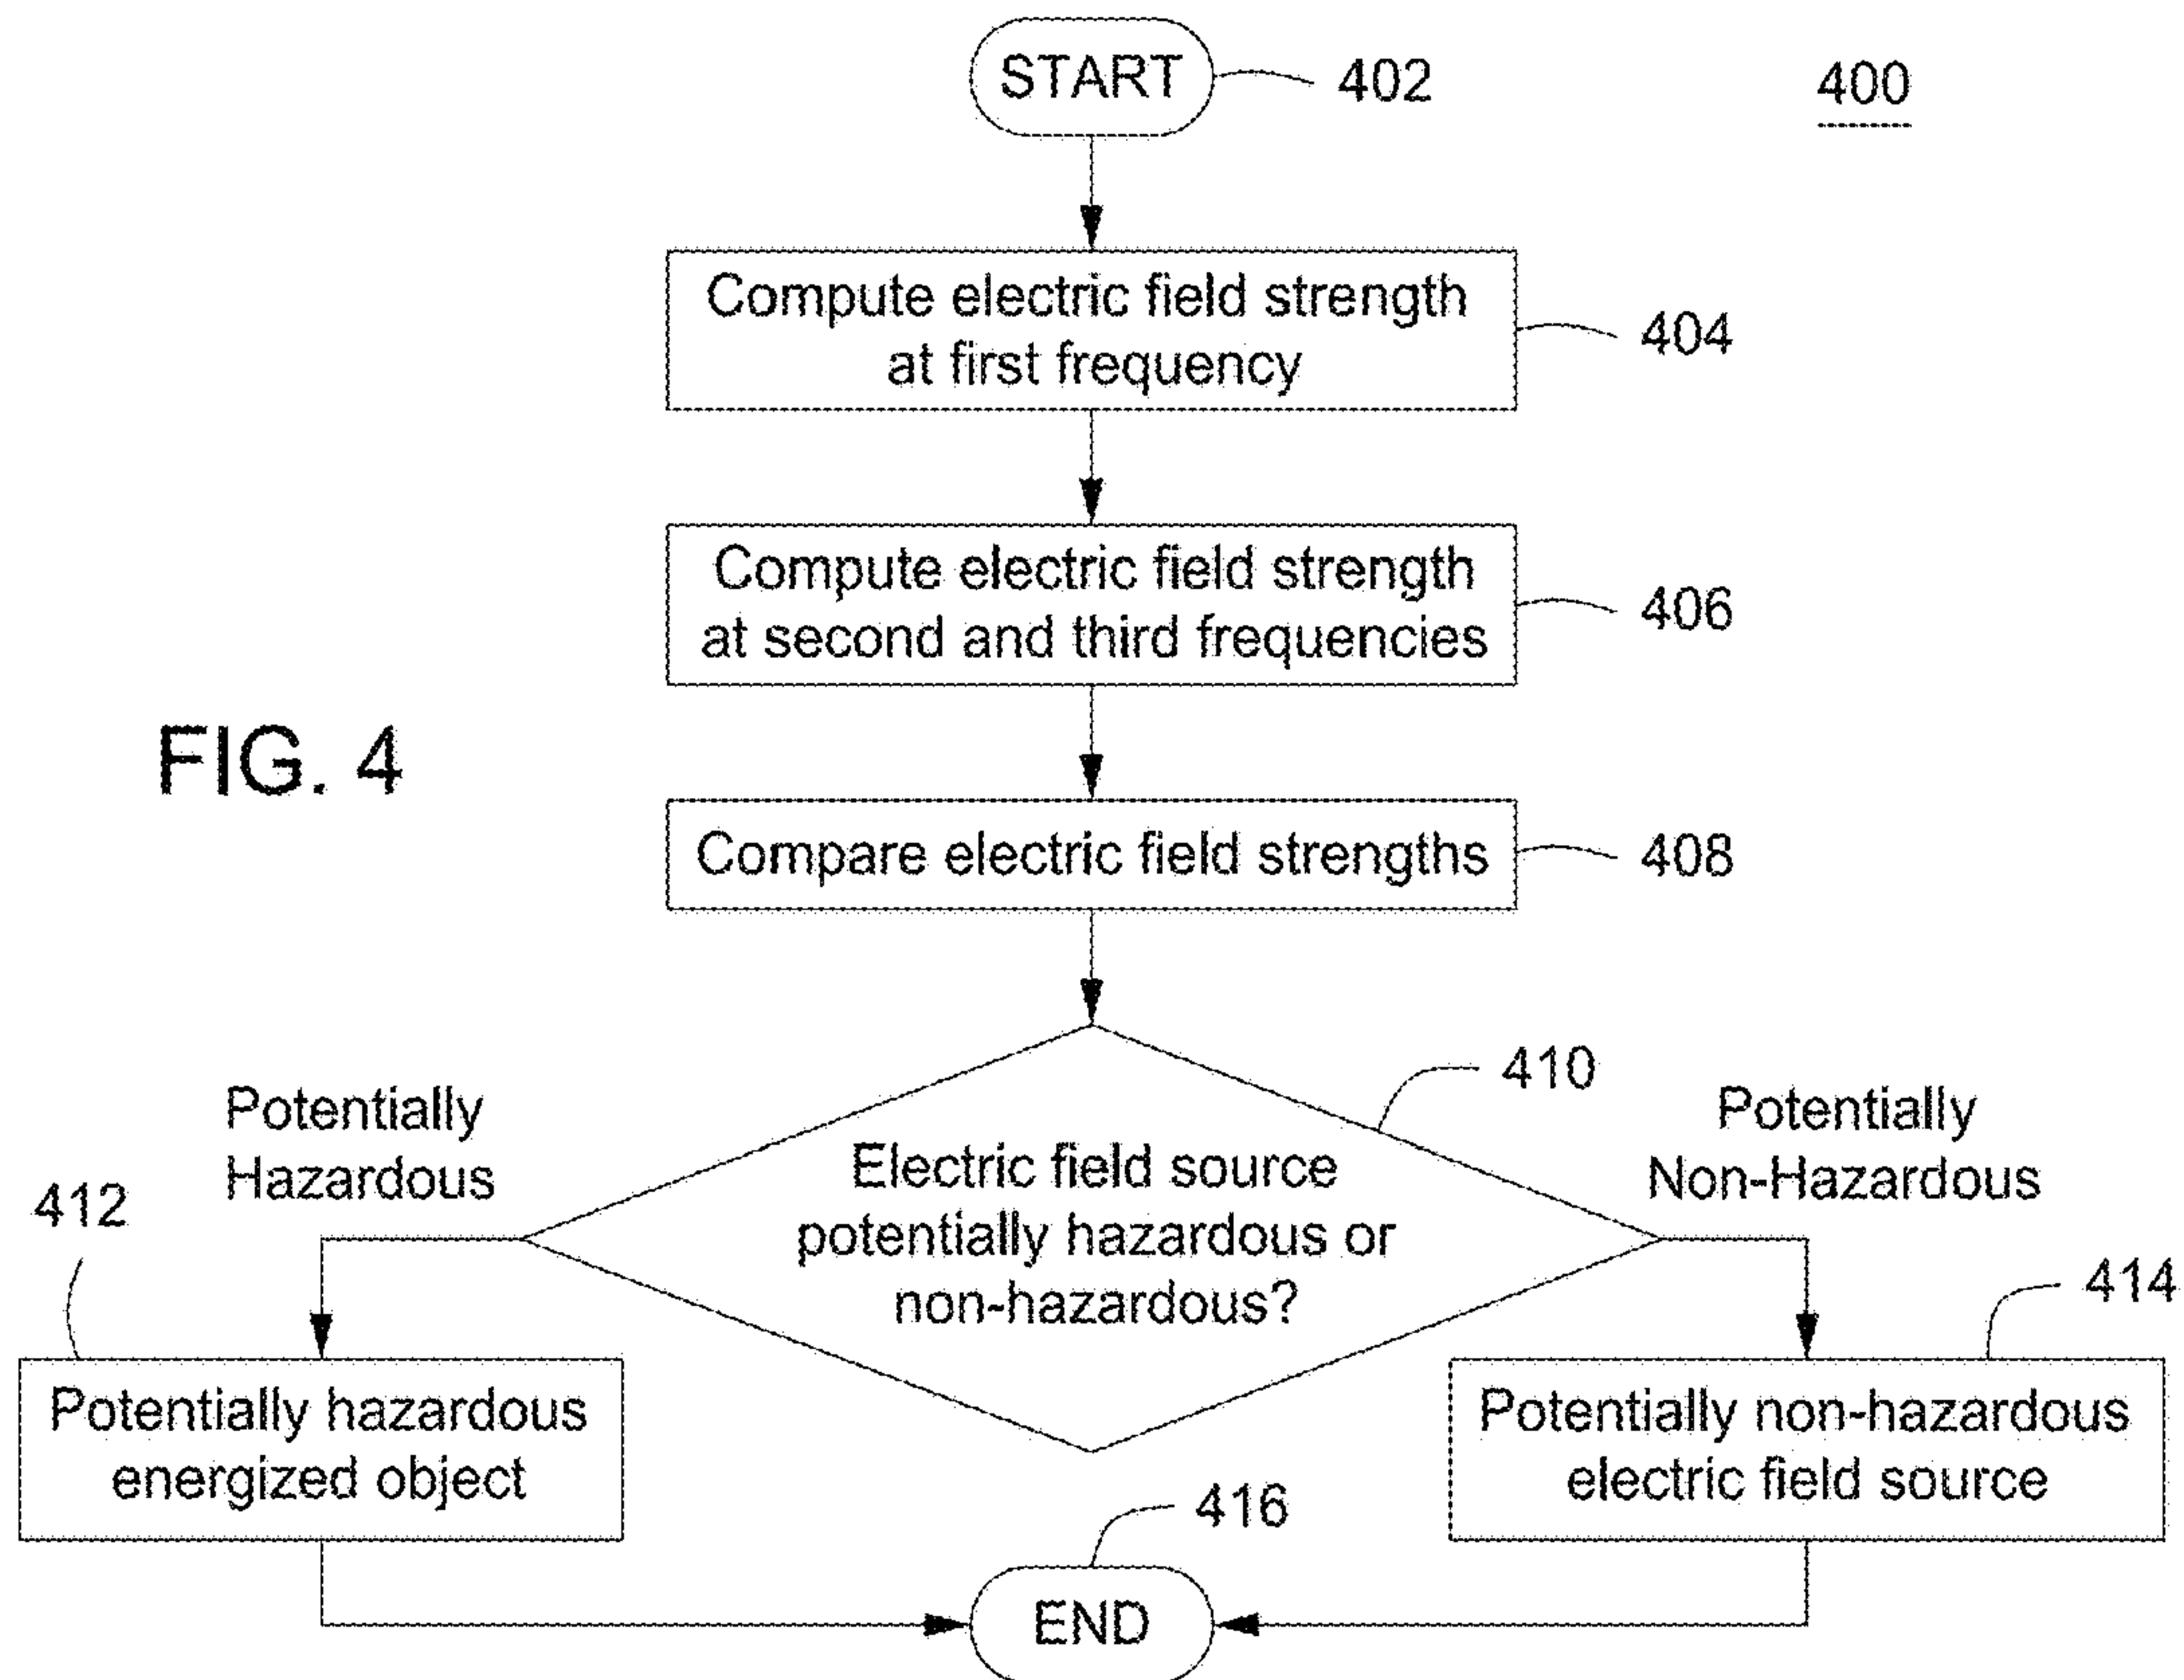 START
402
400
Compute electric field strength
at first frequency
404
Compute electric field strength
at second and third frequencies
406
FIG. 4
Compare electric field strengths
408
410
Potentially
Hazardous
Potentially
Non-Hazardous
Electric field source
potentially hazardous or
non-hazardous?
412
414
Potentially hazardous
energized object
Potentially non-hazardous
electric field source
416
END